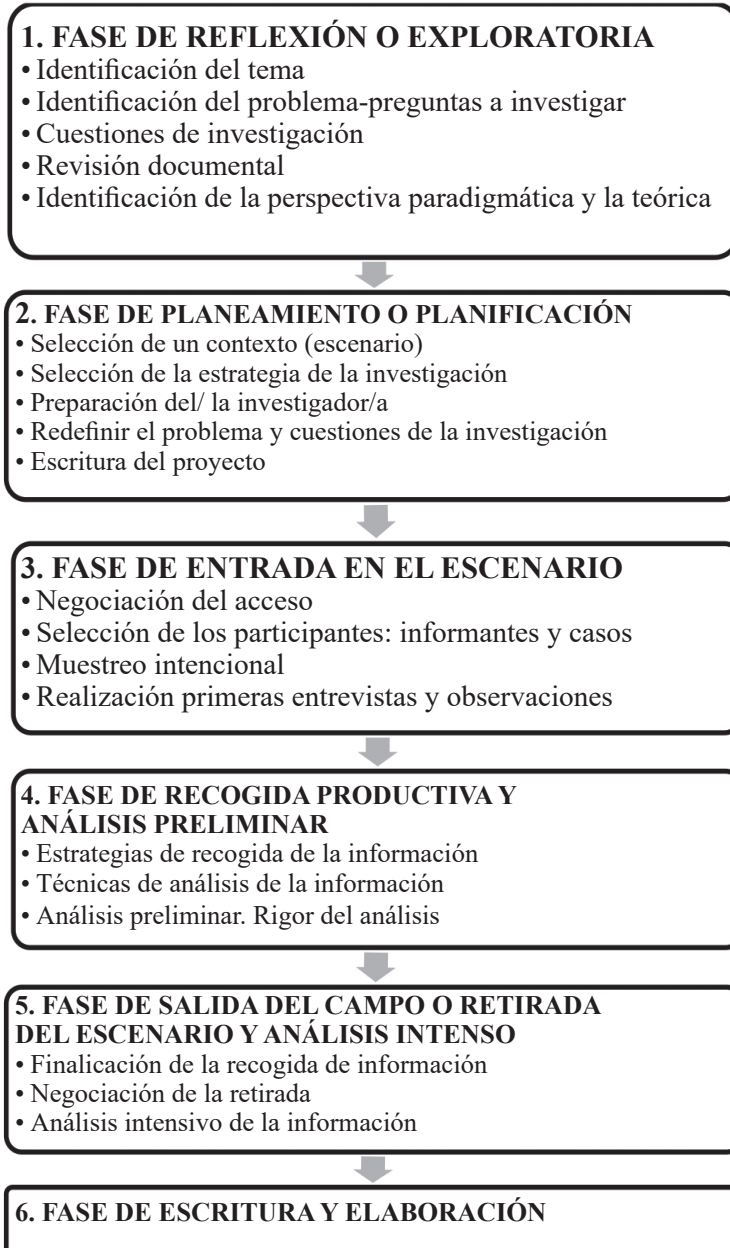 1. FASE DE REFLEXIÓN O EXPLORATORIA
• Identificación del tema
• Identificación del problema-preguntas a investigar
• Cuestiones de investigación
• Revisión documental
• Identificación de la perspectiva paradigmática y la teórica
2. FASE DE PLANEAMIENTO O PLANIFICACIÓN
• Selección de un contexto (escenario)
• Selección de la estrategia de la investigación
• Preparación del/ la investigador/a
• Redefinir el problema y cuestiones de la investigación
• Escritura del proyecto
3. FASE DE ENTRADA EN EL ESCENARIO
• Negociación del acceso
• Selección de los participantes: informantes y casos
• Muestreo intencional
• Realización primeras entrevistas y observaciones
4. FASE DE RECOGIDA PRODUCTIVA Y
ANÁLISIS PRELIMINAR
• Estrategias de recogida de la información
• Técnicas de análisis de la información
• Análisis preliminar. Rigor del análisis
5. FASE DE SALIDA DEL CAMPO O RETIRADA
DEL ESCENARIO Y ANÁLISIS INTENSO
• Finalicación de la recogida de información
• Negociación de la retirada
• Análisis intensivo de la información
6. FASE DE ESCRITURA Y ELABORACIÓN